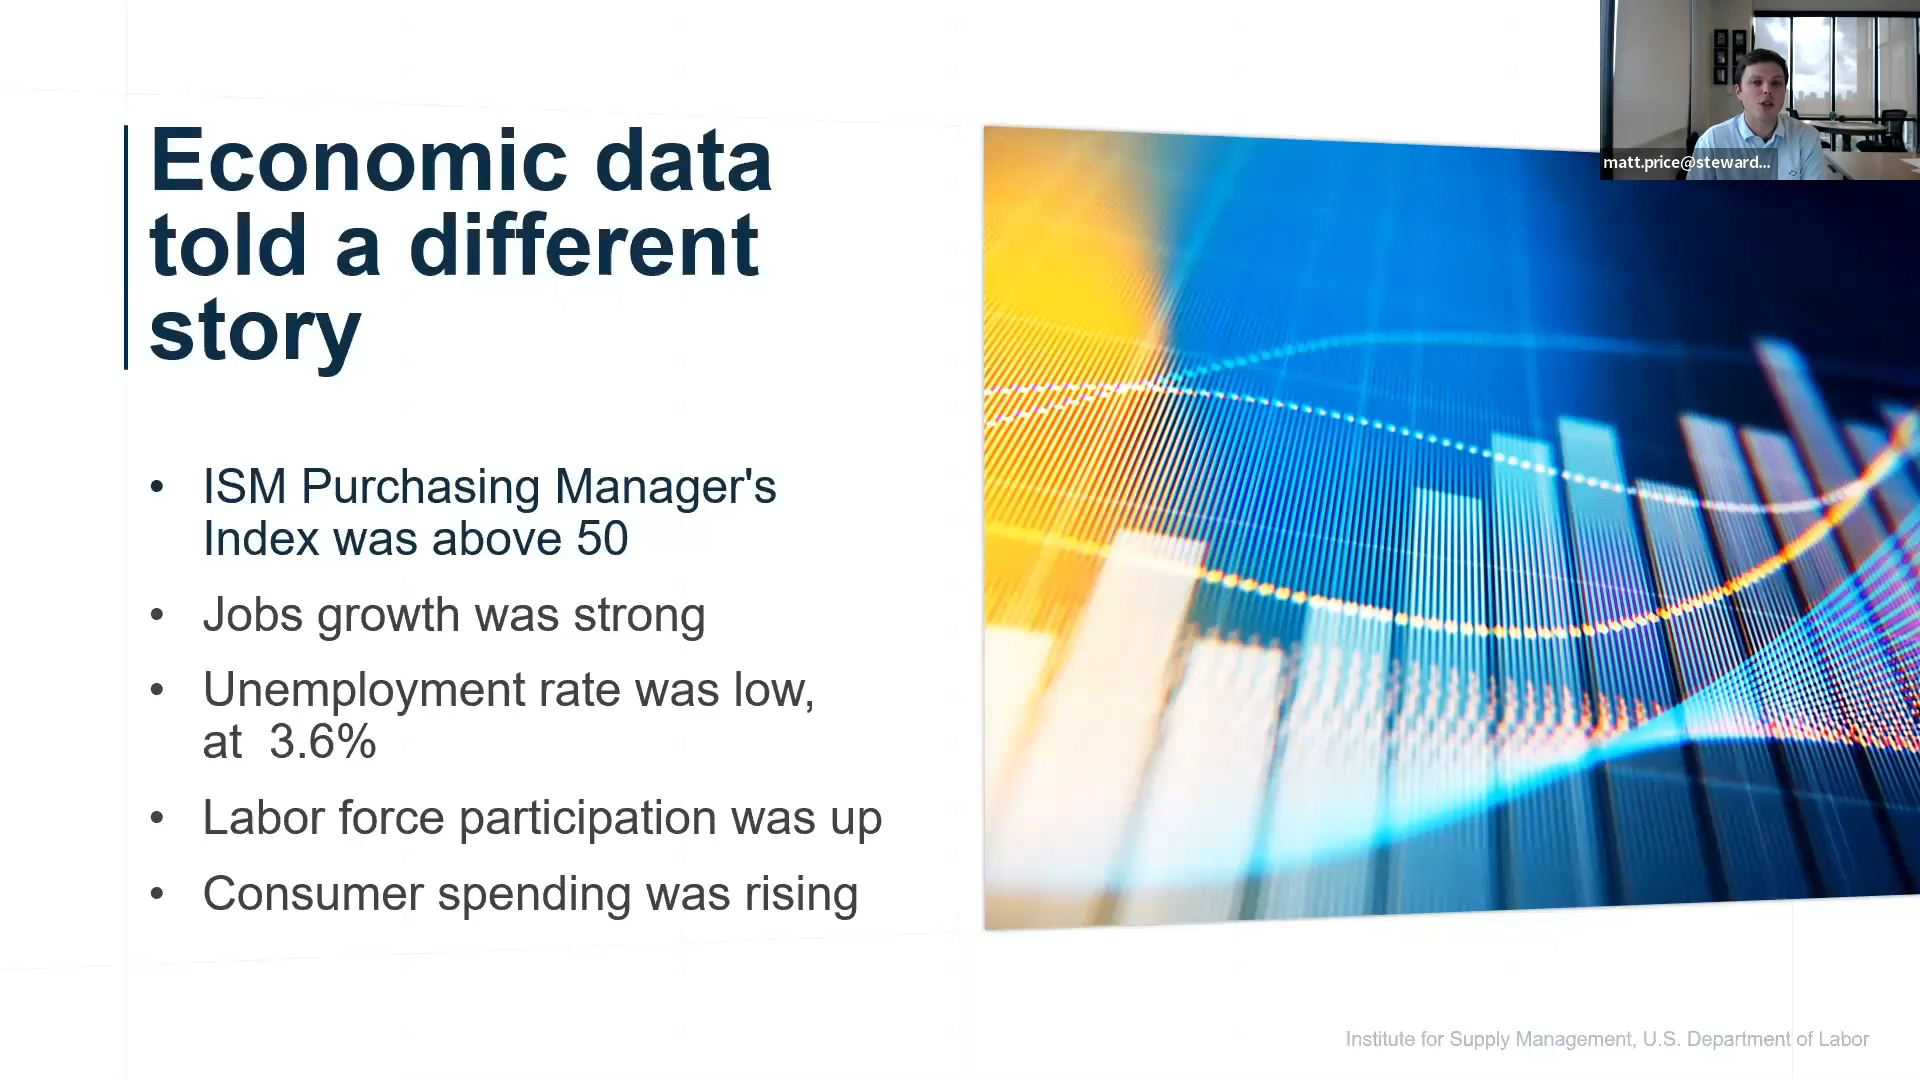 Economic data
told a different
story
• ISM Purchasing Manager's
Index was above 50
• Jobs growth was strong
• Unemployment rate was low,
at  3.6%
• Labor force participation was up
• Consumer spending was rising
matt.price@steward...
Institute for Supply Management, U.S. Department of Labor